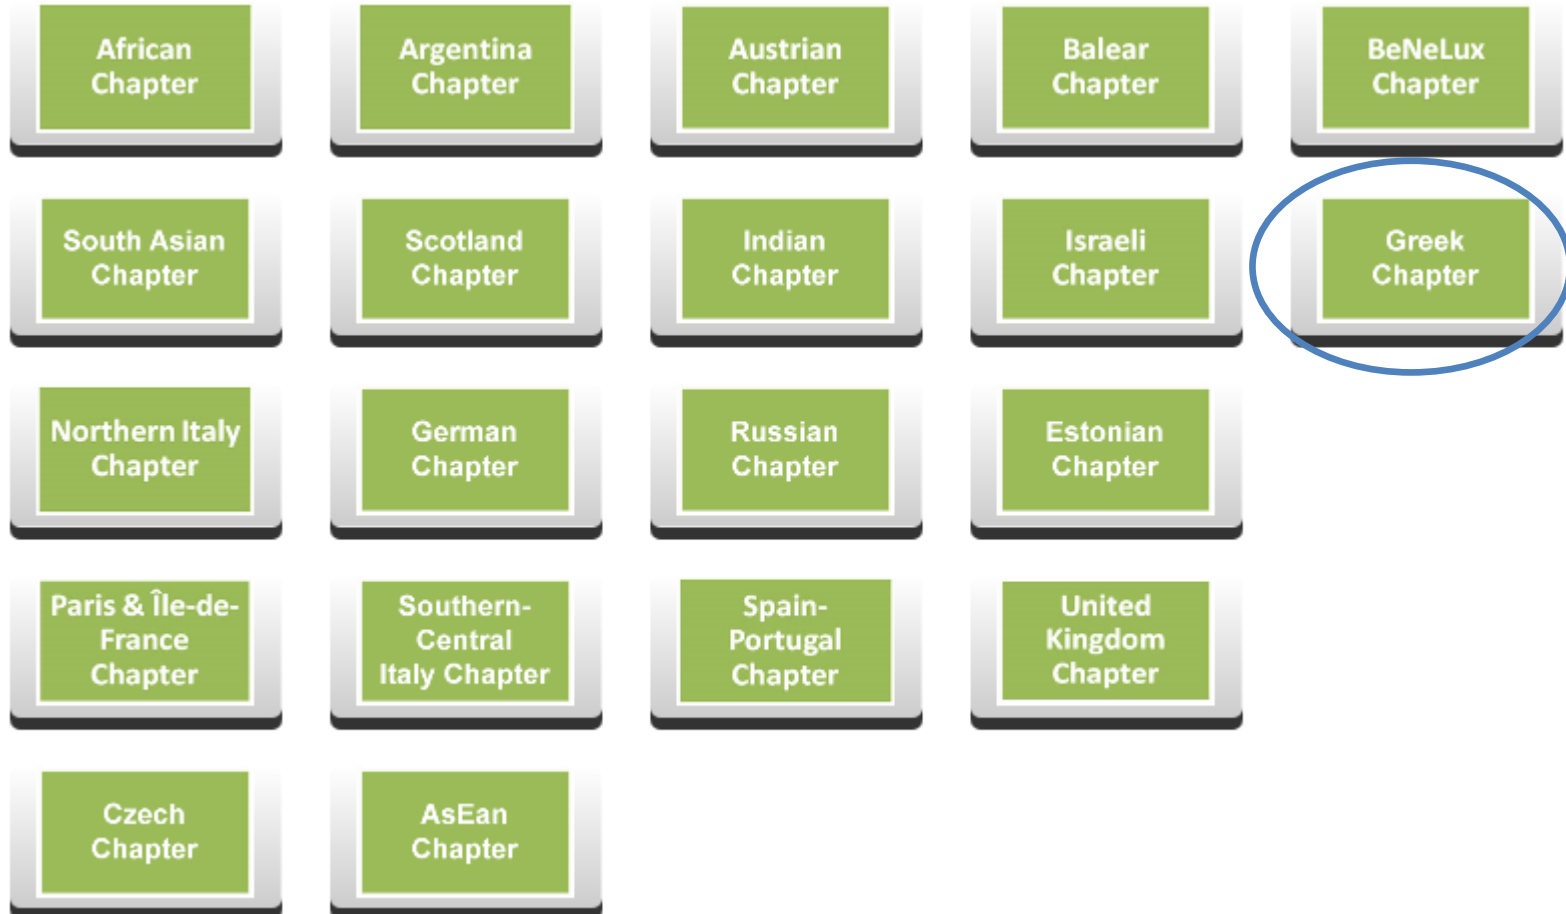 African
Chapter
Argentina
Chapter
Austrian
Chapter
Balear
Chapter
BeNeLux
Chapter
South Asian
Chapter
Scotland
Chapter
Indian
Chapter
Israeli
Chapter
Greek
Chapter
Northern Italy
Chapter
German
Chapter
Russian
Chapter
Estonian
Chapter
Paris & Île-de-
France
Chapter
Southern-
Central
Italy Chapter
Spain-
Portugal
Chapter
United
Kingdom
Chapter
Czech
Chapter
AsEan
Chapter